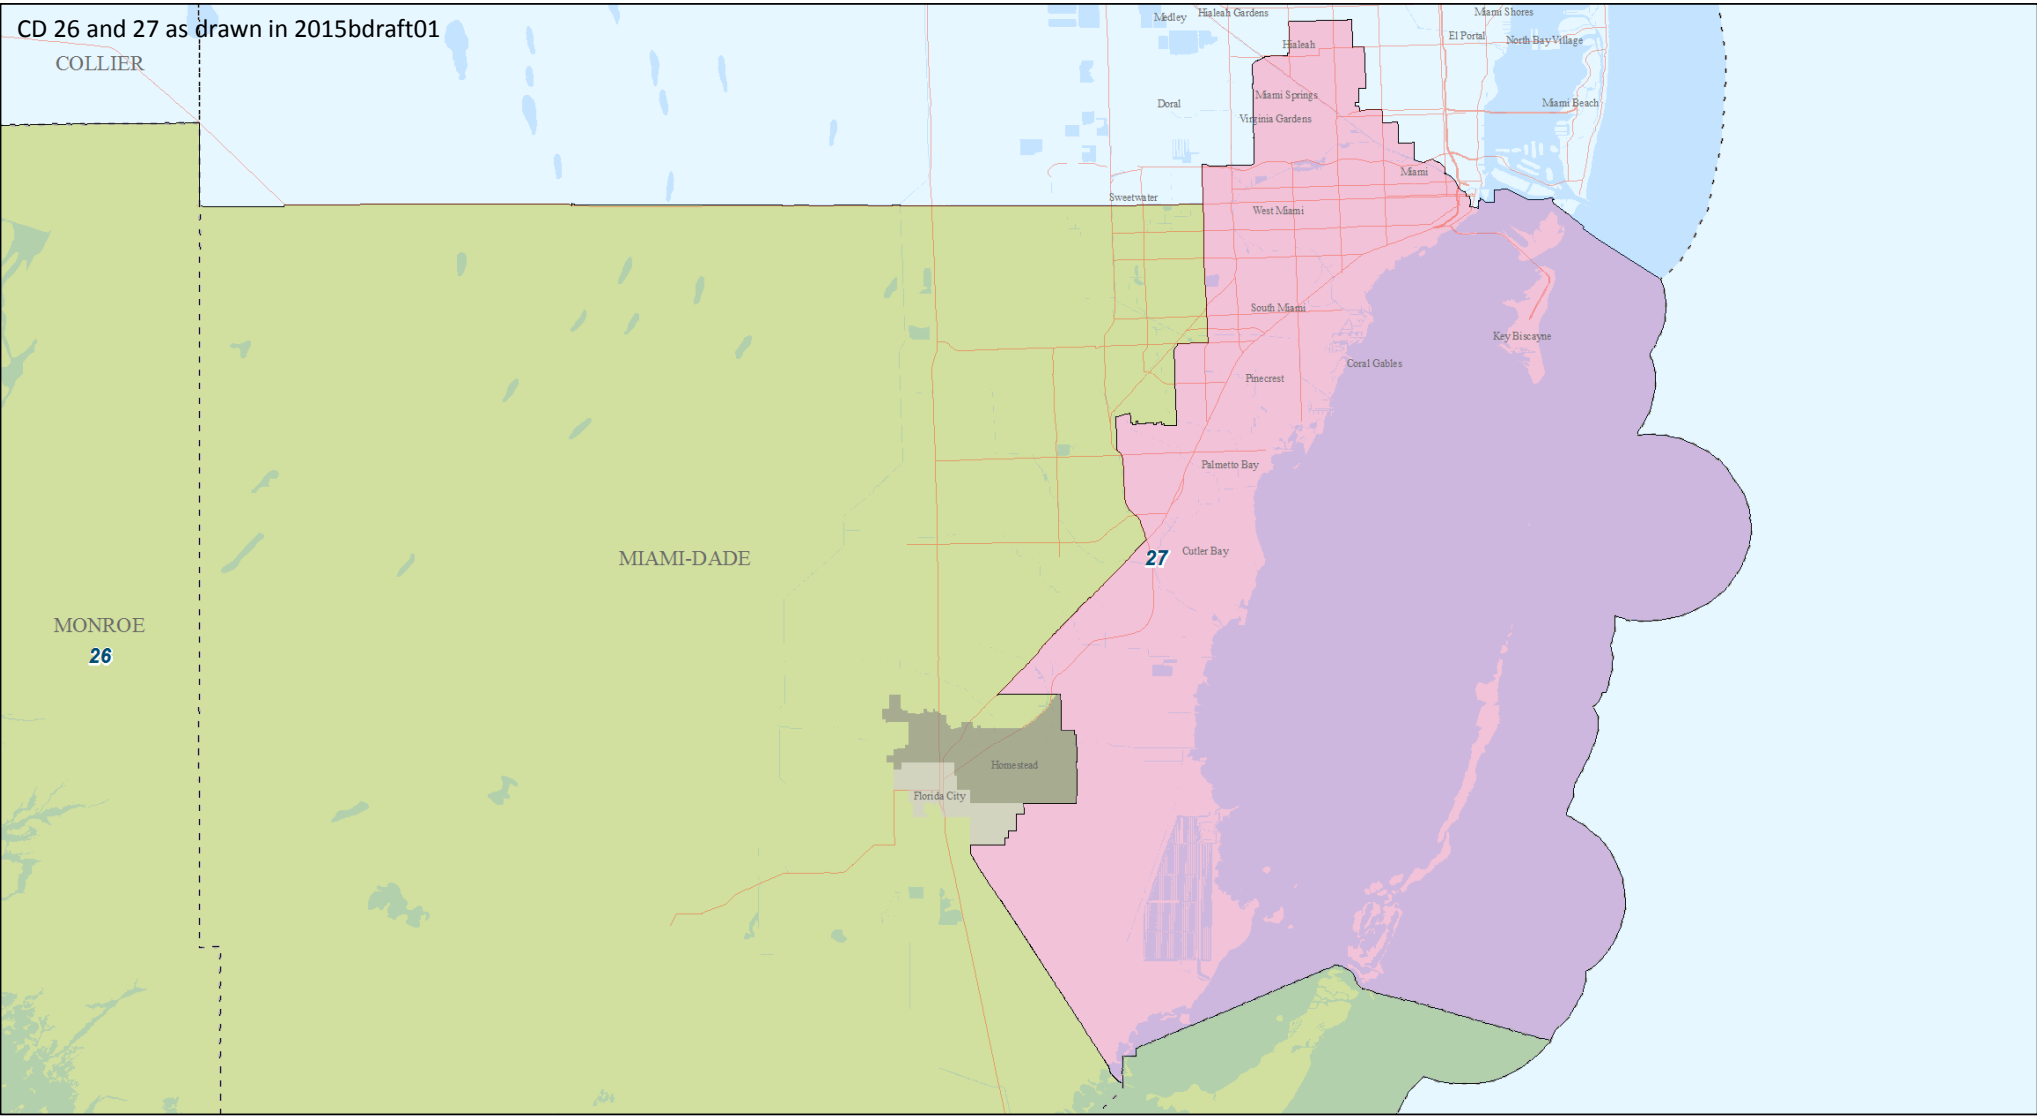 CD 26 and 27 as drawn in 2015bdraft01
COLLIER
Medley
Hialeah Gardens
Miami Shores
El Portal
North Bay Village
Hialeah
Doral
Miami Springs
Miami Beach
Virginia Gardens
Miami
Sweetwater
West Miami
South Miami
Key Biscayne
Coral Gables
Pinecrest
Palmetto Bay
MIAMI-DADE
27
Cutler Bay
MONROE
26
Homestead
Florida City